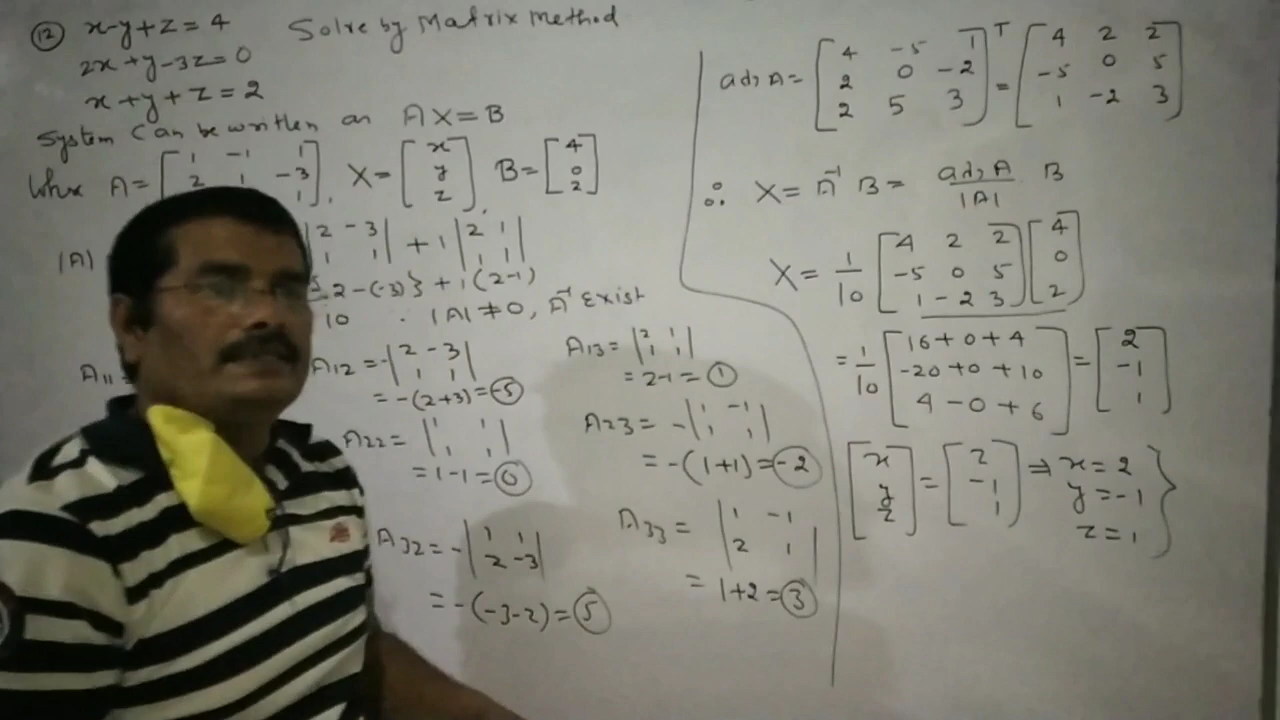 (12) x-y+z=4 Solve by Matrix method
2x+y-3z=0
x+y+z=2
System Can be written as AX=B
A=[1 -1 1
2 1 -3
1], X=[x
y
z], B=[4
0
2]
|A| |2 -3
1 1| +1 |2 1
1 1|
2-(-3)} + 1(2-1)
10 . |A|≠0, A⁻¹ Exist
A11= A12=-|2 -3
1 1| A13=|2 1
1 1|
=-(2+3)=-5 =2-1=1
A22=|1 1
1 1| A23=-|1 -1
1 1|
=1-1=0 =-(1+1)=-2
A32=-|1 1
2 -3| A33=|1 -1
2 1|
=-(-3-2)=5 =1+2=3
adj A=[4 -5 1
2 0 -2
2 5 3]ᵀ=[4 2 2
-5 0 5
1 -2 3]
∴ X=A⁻¹B=adj A/|A| B
X=1/10 [4 2 2
-5 0 5
1 -2 3] [4
0
2]
=1/10 [16+0+4
-20+0+10
4-0+6] = [2
-1
1]
[x
y
z]=[2
-1
1] ⇒ x=2
y=-1
z=1}